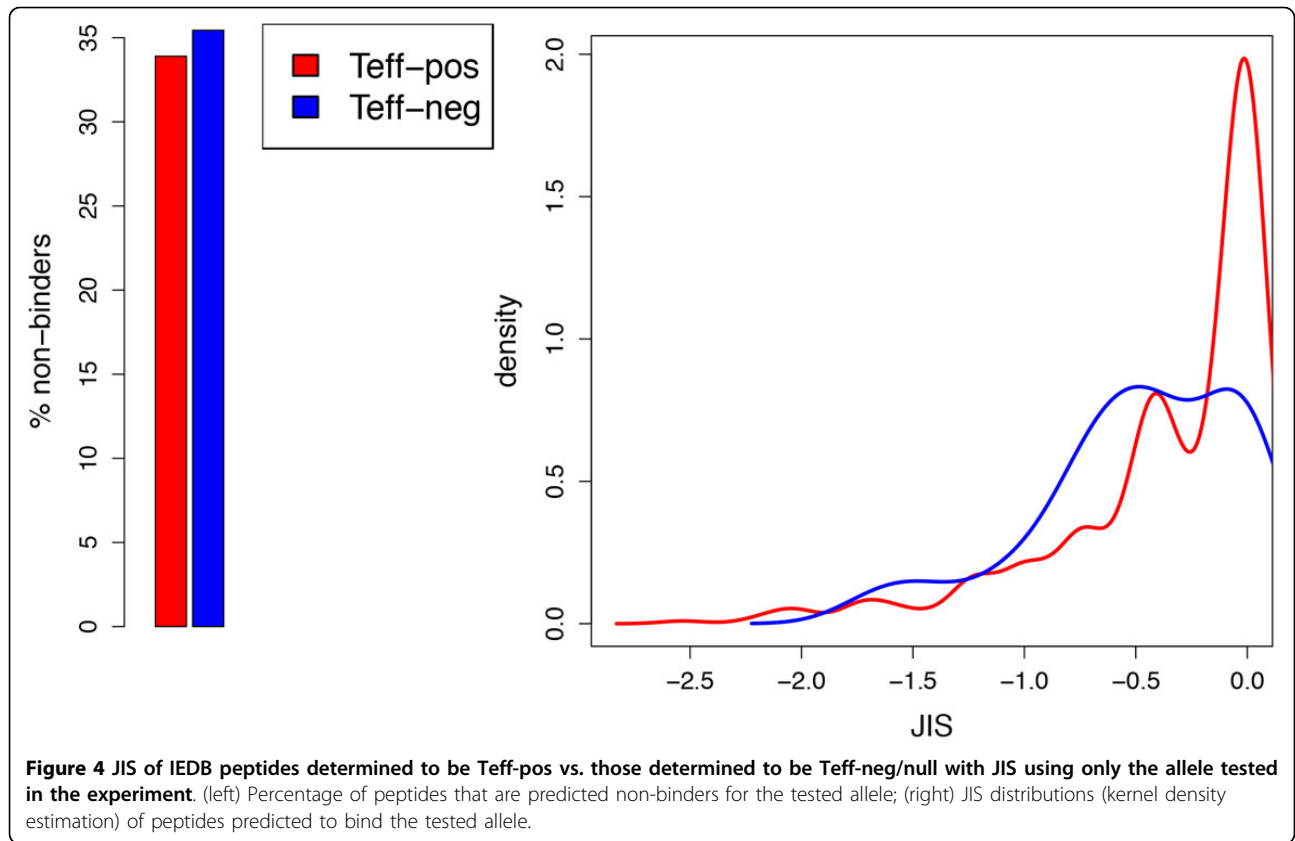 % non−binders
0
5
10
15
20
25
30
35
Teff−pos
Teff−neg
density
0.0
0.5
1.0
1.5
2.0
−2.5
−2.0
−1.5
−1.0
−0.5
0.0
JIS
Figure 4 JIS of IEDB peptides determined to be Teff-pos vs. those determined to be Teff-neg/null with JIS using only the allele tested
in the experiment. (left) Percentage of peptides that are predicted non-binders for the tested allele; (right) JIS distributions (kernel density
estimation) of peptides predicted to bind the tested allele.